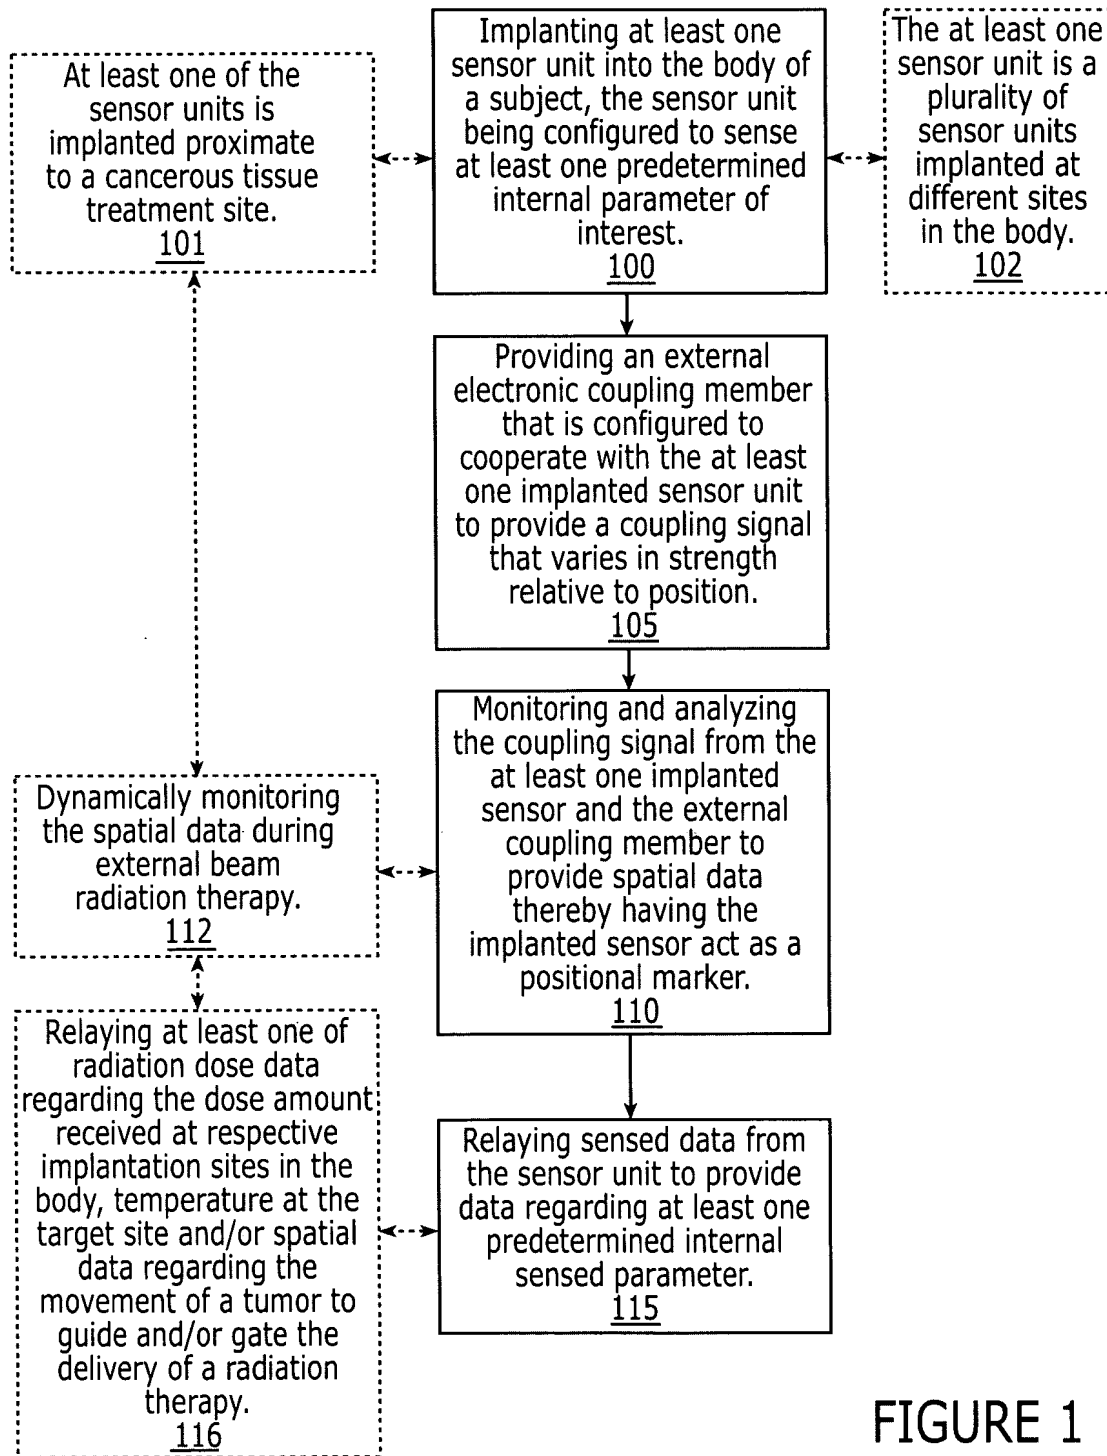 At least one of the
sensor units is
implanted proximate
to a cancerous tissue
treatment site.
101
Implanting at least one
sensor unit into the body of
a subject, the sensor unit
being configured to sense
at least one predetermined
internal parameter of
interest.
100
The at least one
sensor unit is a
plurality of
sensor units
implanted at
different sites
in the body.
102
Providing an external
electronic coupling member
that is configured to
cooperate with the at least
one implanted sensor unit
to provide a coupling signal
that varies in strength
relative to position.
105
Monitoring and analyzing
the coupling signal from the
at least one implanted
sensor and the external
coupling member to
provide spatial data
thereby having the
implanted sensor act as a
positional marker.
110
Dynamically monitoring
the spatial data during
external beam
radiation therapy.
112
Relaying at least one of
radiation dose data
regarding the dose amount
received at respective
implantation sites in the
body, temperature at the
target site and/or spatial
data regarding the
movement of a tumor to
guide and/or gate the
delivery of a radiation
therapy.
116
Relaying sensed data from
the sensor unit to provide
data regarding at least one
predetermined internal
sensed parameter.
115
FIGURE 1